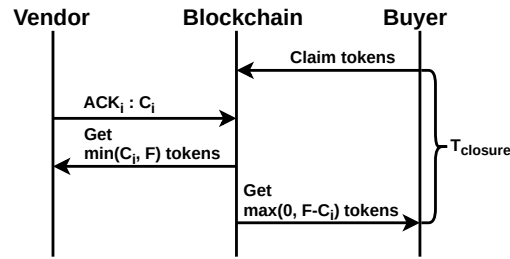 Vendor Blockchain Buyer
Claim tokens
ACKi : Ci
Get
min(Ci, F) tokens
Tclosure
Get
max(0, F-Ci) tokens